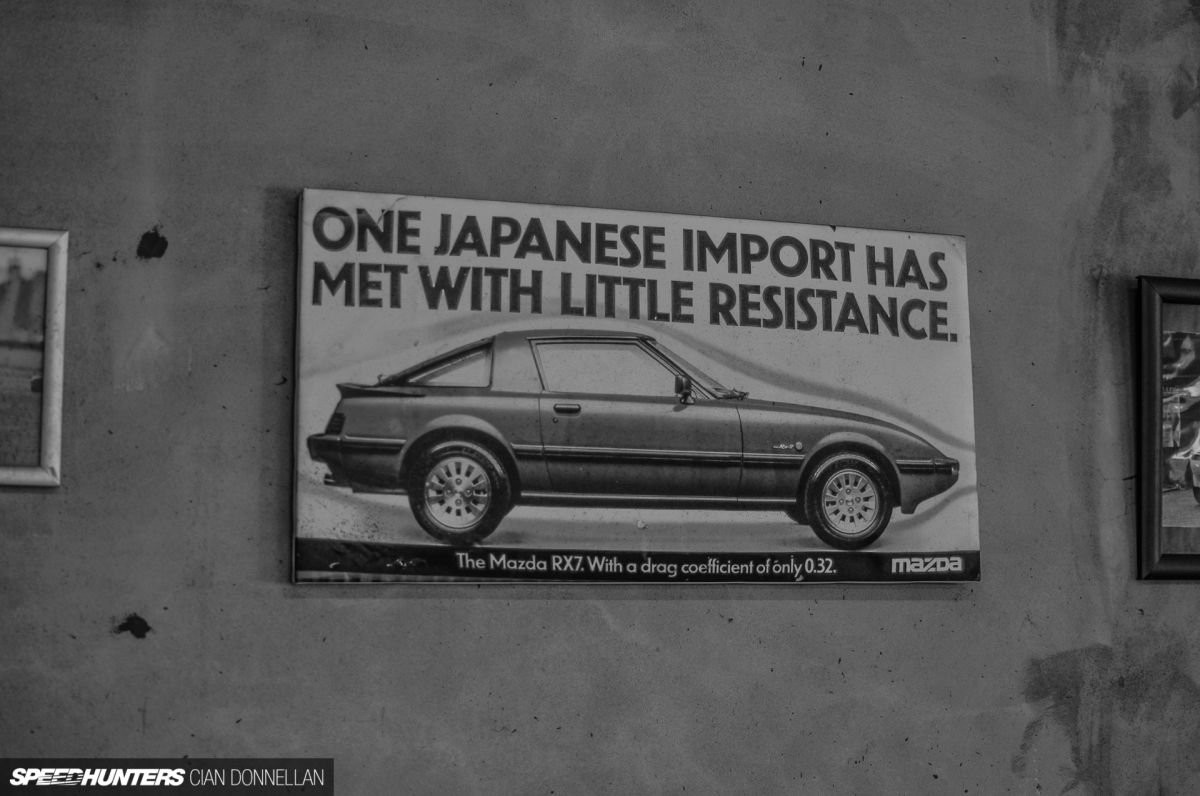 ONE JAPANESE IMPORT HAS
MET WITH LITTLE RESISTANCE.
The Mazda RX7. With a drag coefficient of only 0.32.
mazda
SPEEDHUNTERS CIAN DONNELLAN